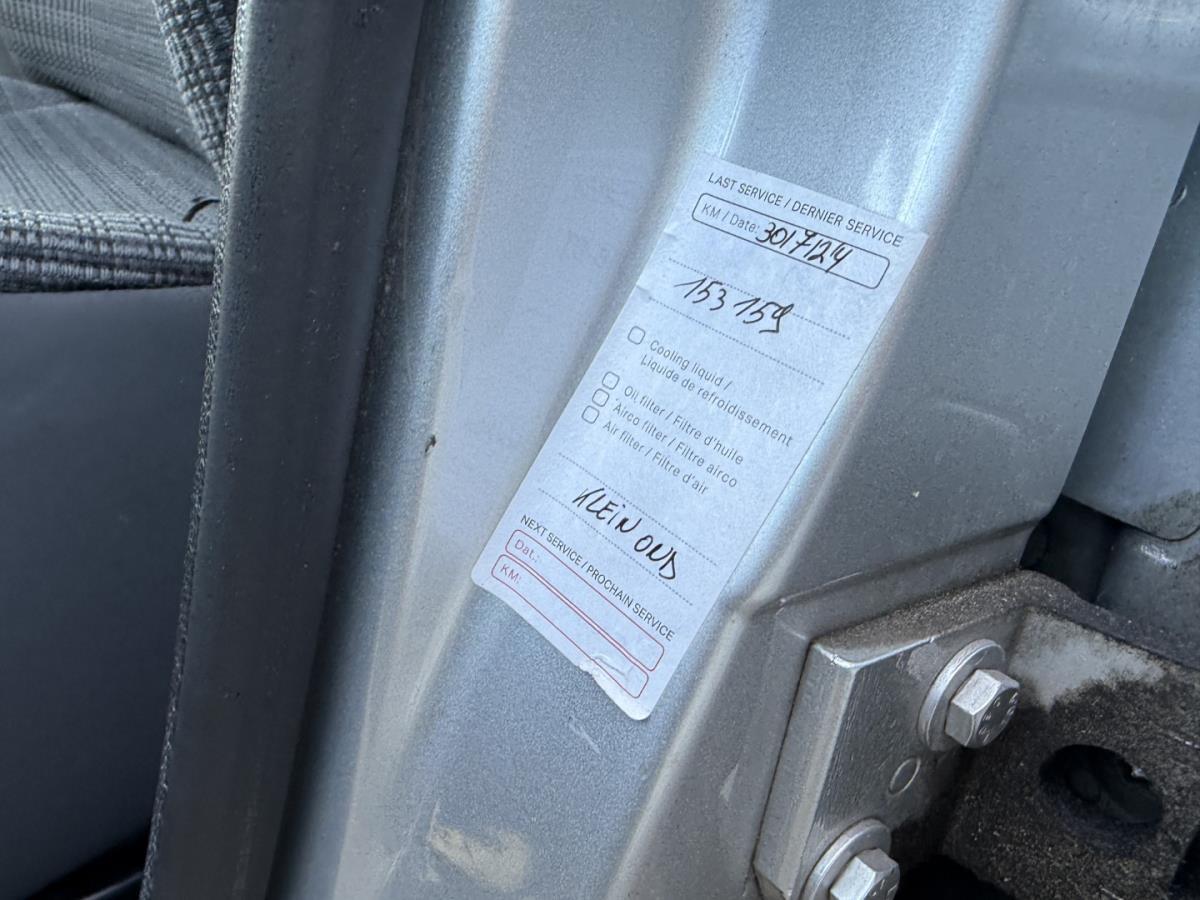 LAST SERVICE / DERNIER SERVICE
KM / Date: 30/7/24
153 159
Cooling liquid /
Liquide de refroidissement
Oil filter / Filtre d'huile
Airco filter / Filtre airco
Air filter / Filtre d'air
KLEIN OND
NEXT SERVICE / PROCHAIN SERVICE
Dat.:
KM: